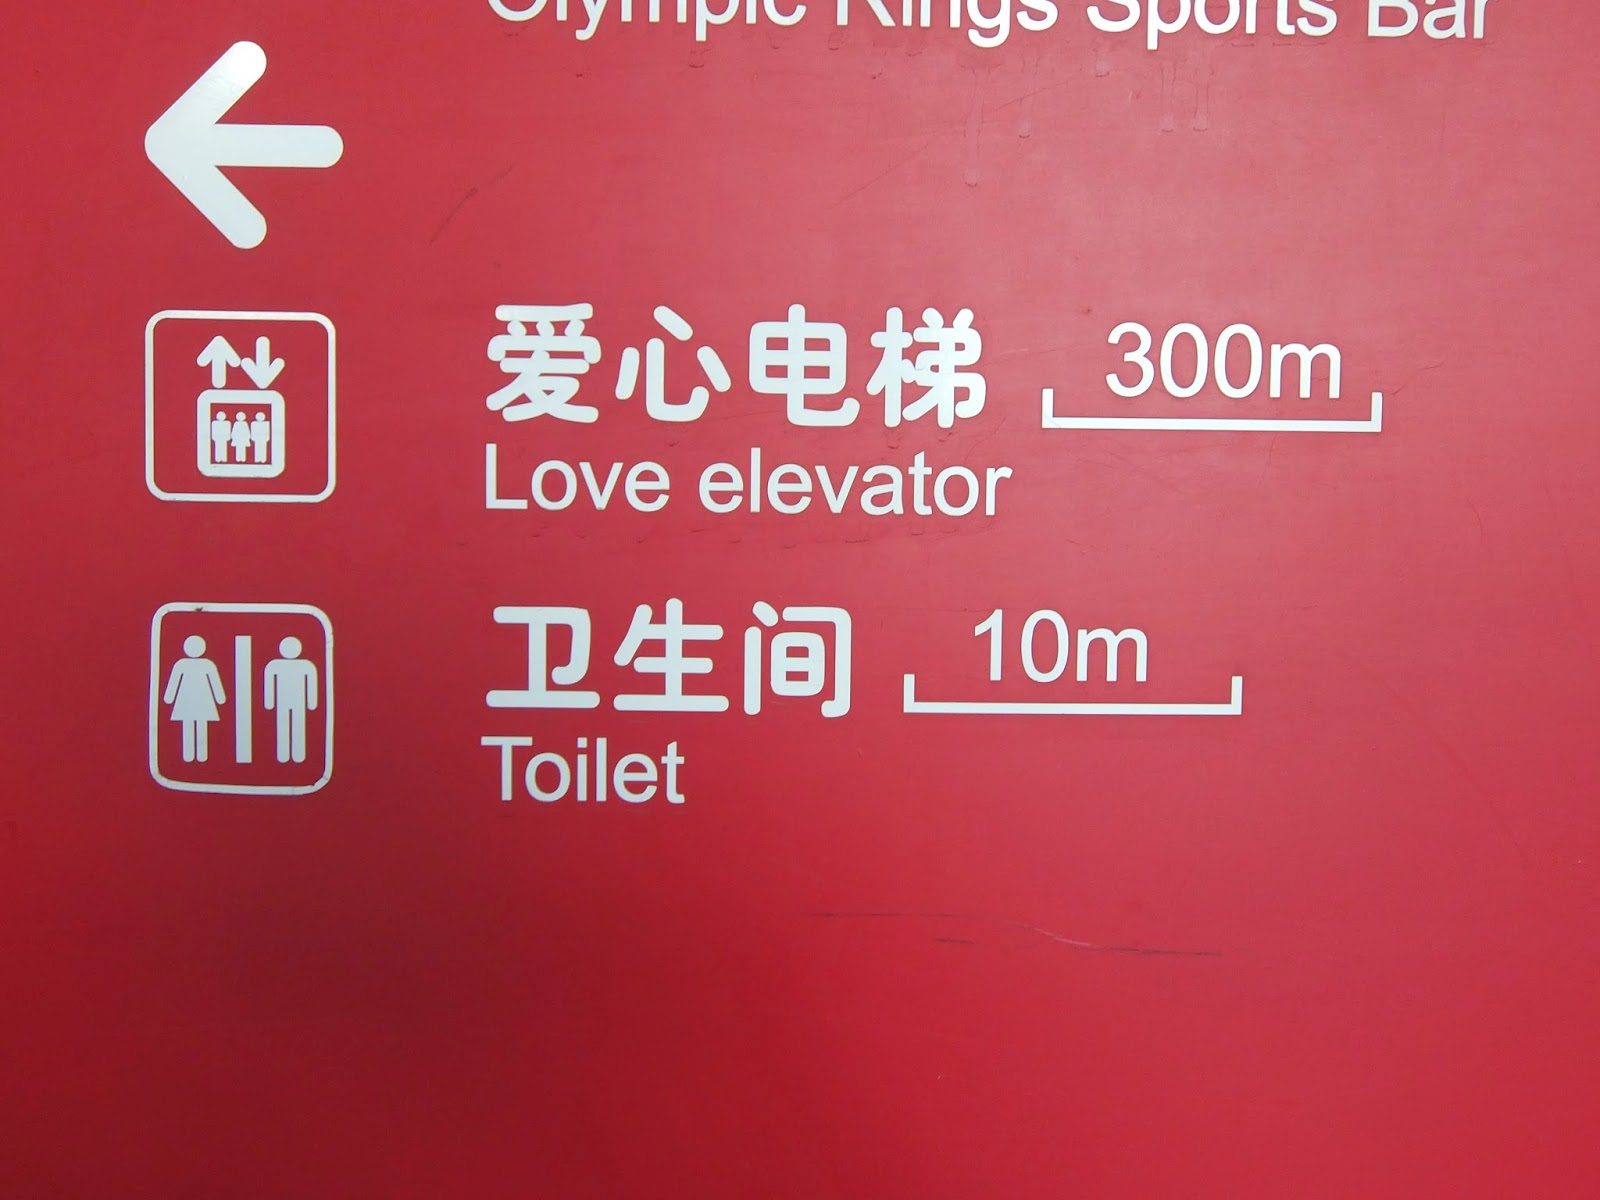 Olympic Rings Sports Bar
爱心电梯 300m
Love elevator
卫生间 10m
Toilet